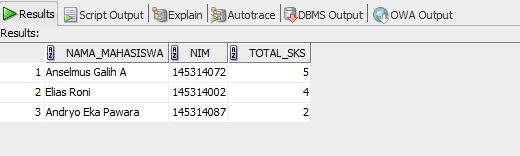 Results Script Output Explain Autotrace DBMS Output OWA Output
Results:
NAMA_MAHASISWA NIM TOTAL_SKS
1 Anselmus Galih A 145314072 5
2 Elias Roni 145314002 4
3 Andryo Eka Pawara 145314087 2